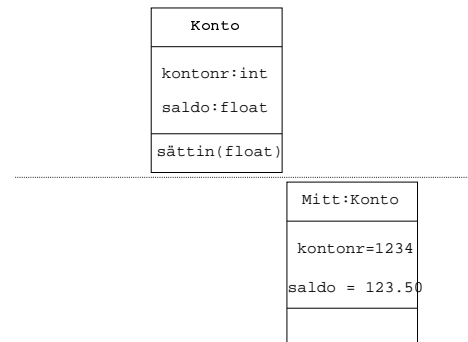 Konto
kontonr:int
saldo:float
sättin(float)
Mitt:Konto
kontonr=1234
saldo = 123.50